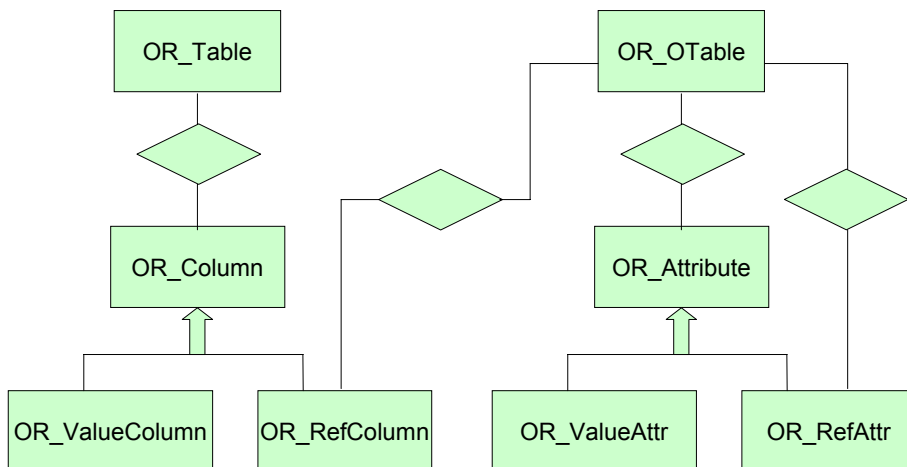 OR_Table
OR_OTable
OR_Column
OR_Attribute
OR_ValueColumn
OR_RefColumn
OR_ValueAttr
OR_RefAttr